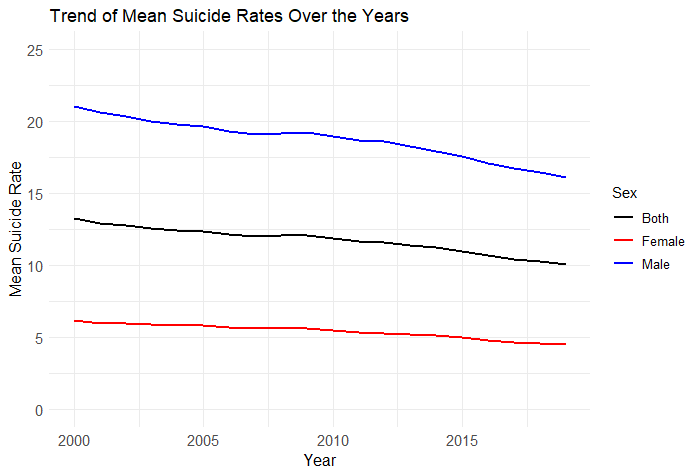 Trend of Mean Suicide Rates Over the Years
Mean Suicide Rate
25
20
15
10
5
0
2000 2005 2010 2015
Year
Sex
Both
Female
Male